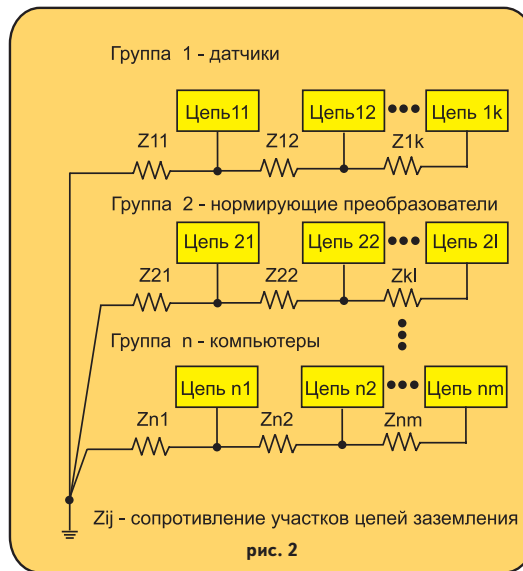 Группа 1 - датчики
Цепь11 Цепь12 Цепь 1k
Z11 Z12 Z1k
Группа 2 - нормирующие преобразователи
Цепь 21 Цепь 22 Цепь 2l
Z21 Z22 Zkl
Группа n - компьютеры
Цепь n1 Цепь n2 Цепь nm
Zn1 Zn2 Znm
Zij - сопротивление участков цепей заземления
рис. 2